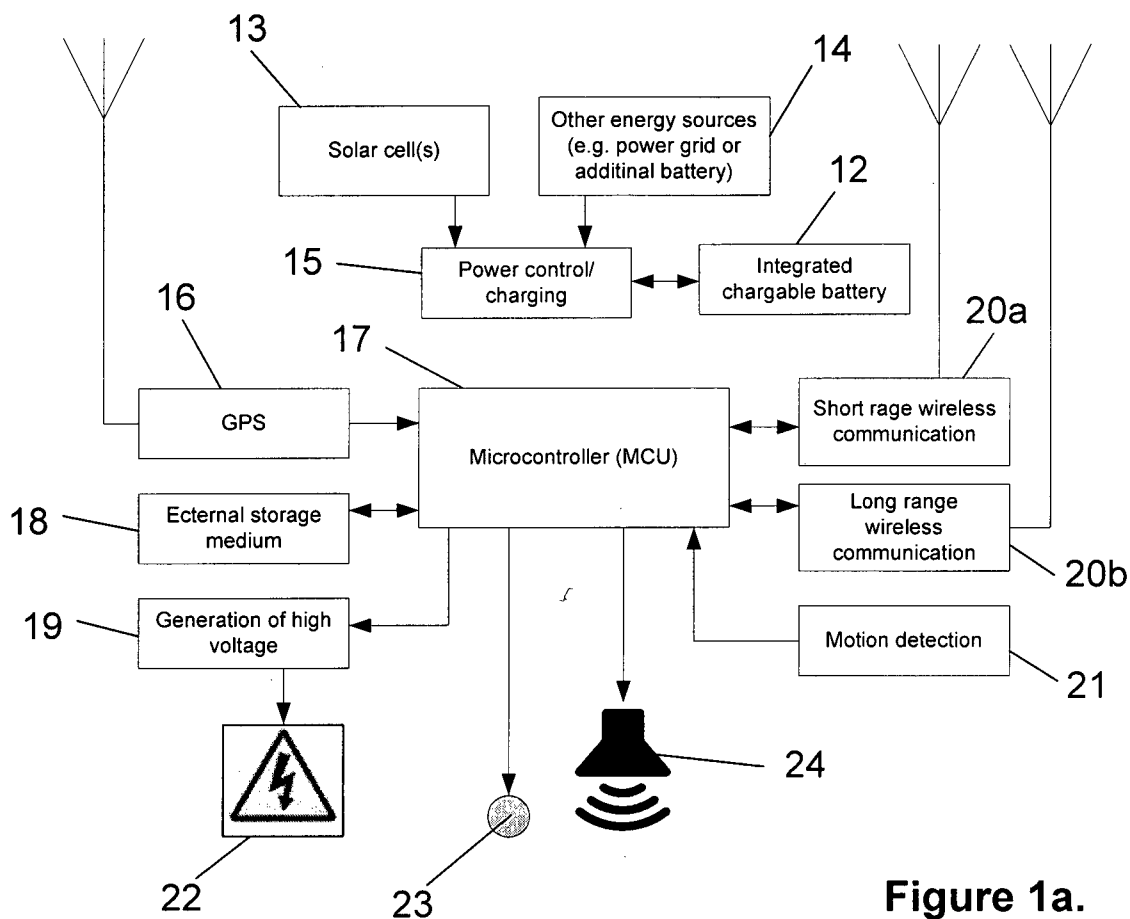 13
14
Solar cell(s)
Other energy sources
(e.g. power grid or
additinal battery)
12
15
Power control/
charging
Integrated
chargable battery
16
17
20a
GPS
Microcontroller (MCU)
Short rage wireless
communication
18
Ecternal storage
medium
Long range
wireless
communication
20b
19
Generation of high
voltage
Motion detection
21
22
23
24
Figure 1a.